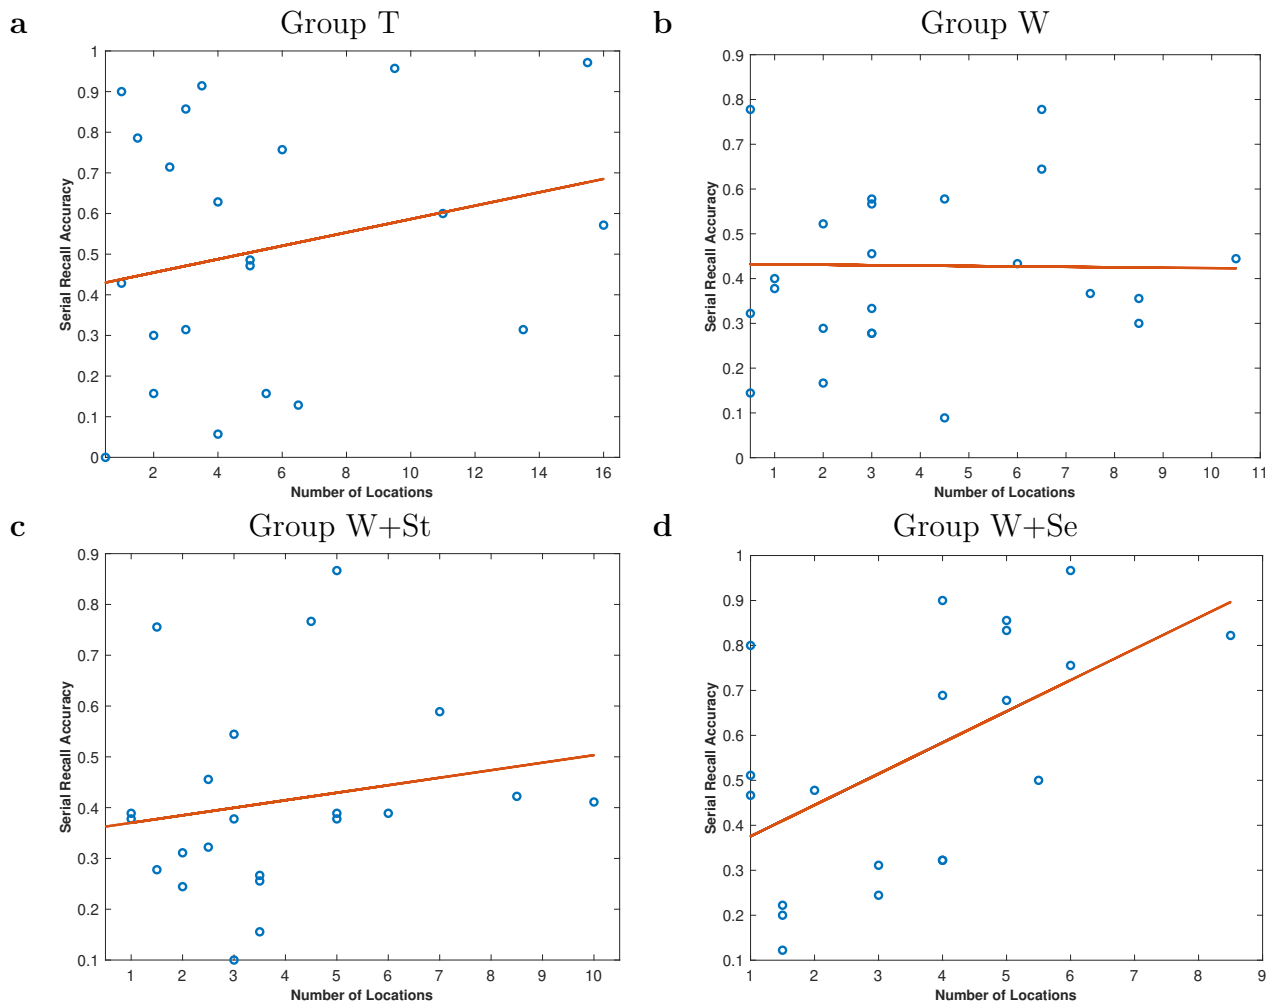 a Group T
1
0.9
0.8
0.7
0.6
0.5
0.4
0.3
0.2
0.1
0
Serial Recall Accuracy
2 4 6 8 10 12 14 16
Number of Locations
b Group W
0.9
0.8
0.7
0.6
0.5
0.4
0.3
0.2
0.1
0
Serial Recall Accuracy
1 2 3 4 5 6 7 8 9 10 11
Number of Locations
c Group W+St
0.9
0.8
0.7
0.6
0.5
0.4
0.3
0.2
0.1
Serial Recall Accuracy
1 2 3 4 5 6 7 8 9 10
Number of Locations
d Group W+Se
1
0.9
0.8
0.7
0.6
0.5
0.4
0.3
0.2
0.1
Serial Recall Accuracy
1 2 3 4 5 6 7 8 9
Number of Locations